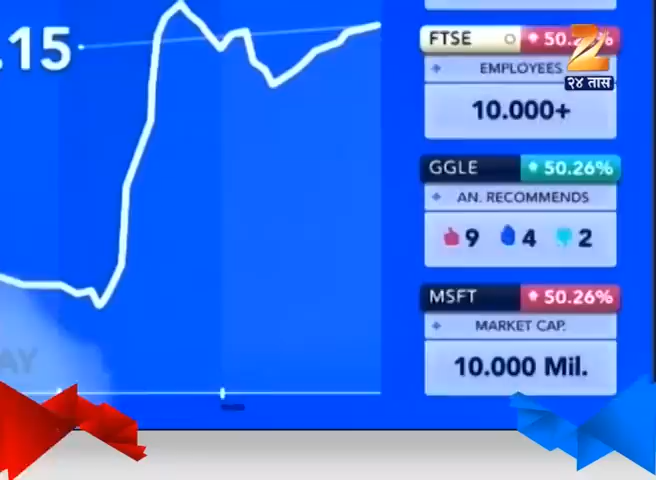 .15
FTSE 50.2 %
२४ तास
EMPLOYEES
10.000+
GGLE 50.26%
AN. RECOMMENDS
9 4 2
MSFT 50.26%
MARKET CAP.
10.000 Mil.
AY